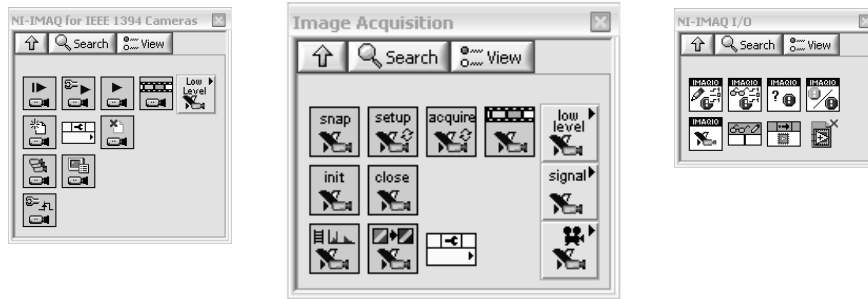 NI-IMAQ for IEEE 1394 Cameras
Search View
Low
Level
Image Acquisition
Search View
snap setup acquire low
level
init close signal
NI-IMAQ I/O
Search View
IMAQIO IMAQIO IMAQIO IMAQIO
?
IMAQIO